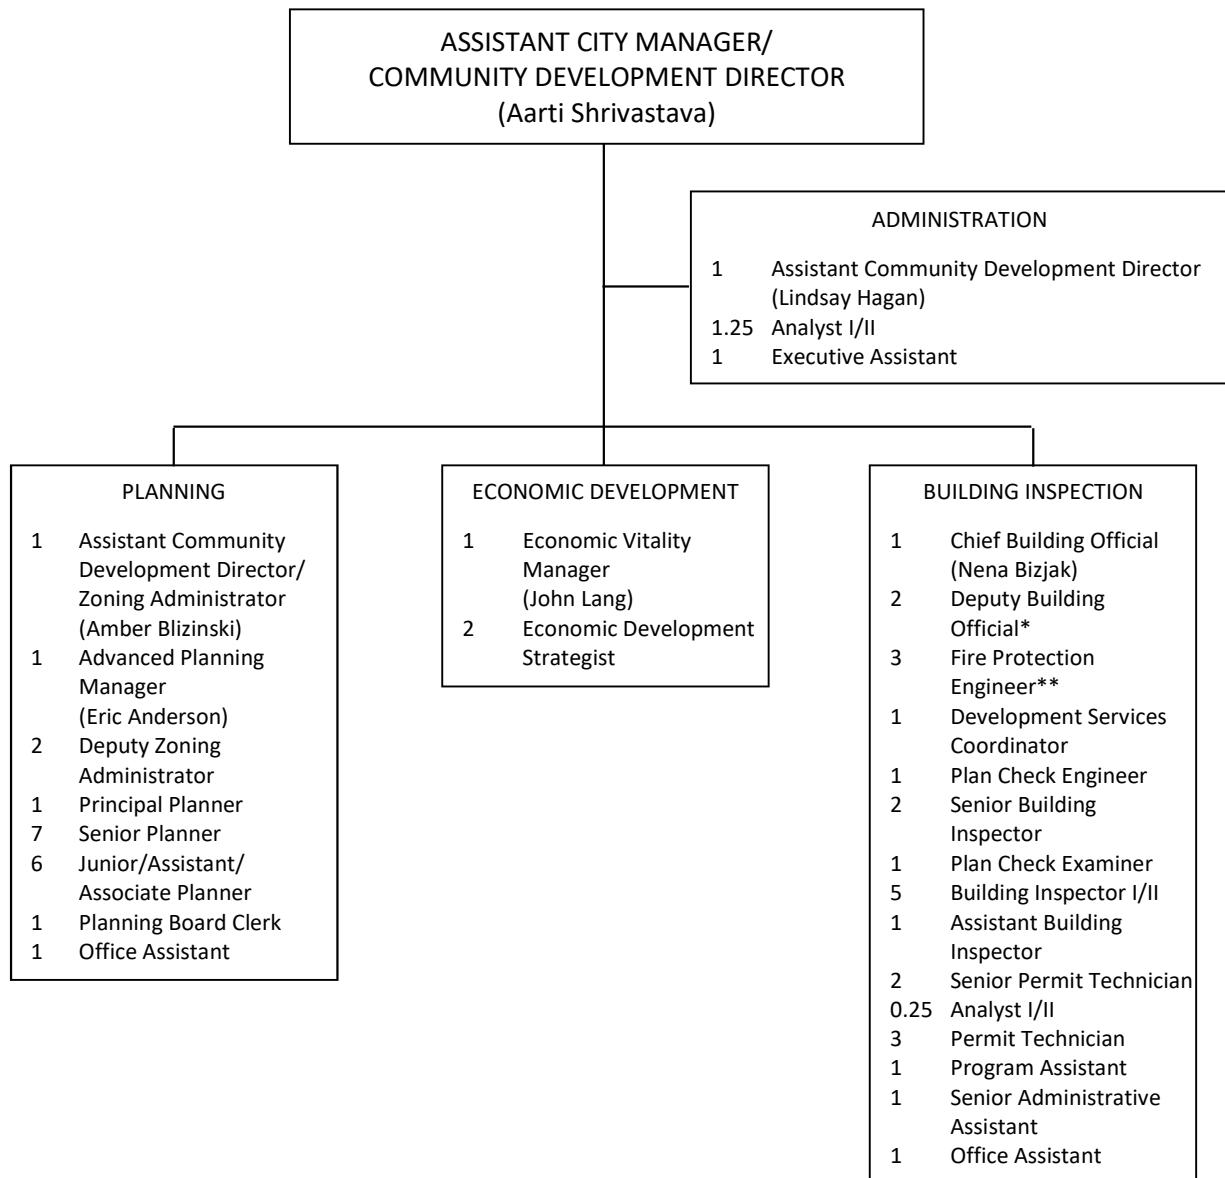 ASSISTANT CITY MANAGER/
COMMUNITY DEVELOPMENT DIRECTOR
(Aarti Shrivastava)
ADMINISTRATION
1 Assistant Community Development Director
(Lindsay Hagan)
1.25 Analyst I/II
1 Executive Assistant
PLANNING
1 Assistant Community
Development Director/
Zoning Administrator
(Amber Blizinski)
1 Advanced Planning
Manager
(Eric Anderson)
2 Deputy Zoning
Administrator
1 Principal Planner
7 Senior Planner
6 Junior/Assistant/
Associate Planner
1 Planning Board Clerk
1 Office Assistant
ECONOMIC DEVELOPMENT
1 Economic Vitality
Manager
(John Lang)
2 Economic Development
Strategist
BUILDING INSPECTION
1 Chief Building Official
(Nena Bizjak)
2 Deputy Building
Official*
3 Fire Protection
Engineer**
1 Development Services
Coordinator
1 Plan Check Engineer
2 Senior Building
Inspector
1 Plan Check Examiner
5 Building Inspector I/II
1 Assistant Building
Inspector
2 Senior Permit Technician
0.25 Analyst I/II
3 Permit Technician
1 Program Assistant
1 Senior Administrative
Assistant
1 Office Assistant